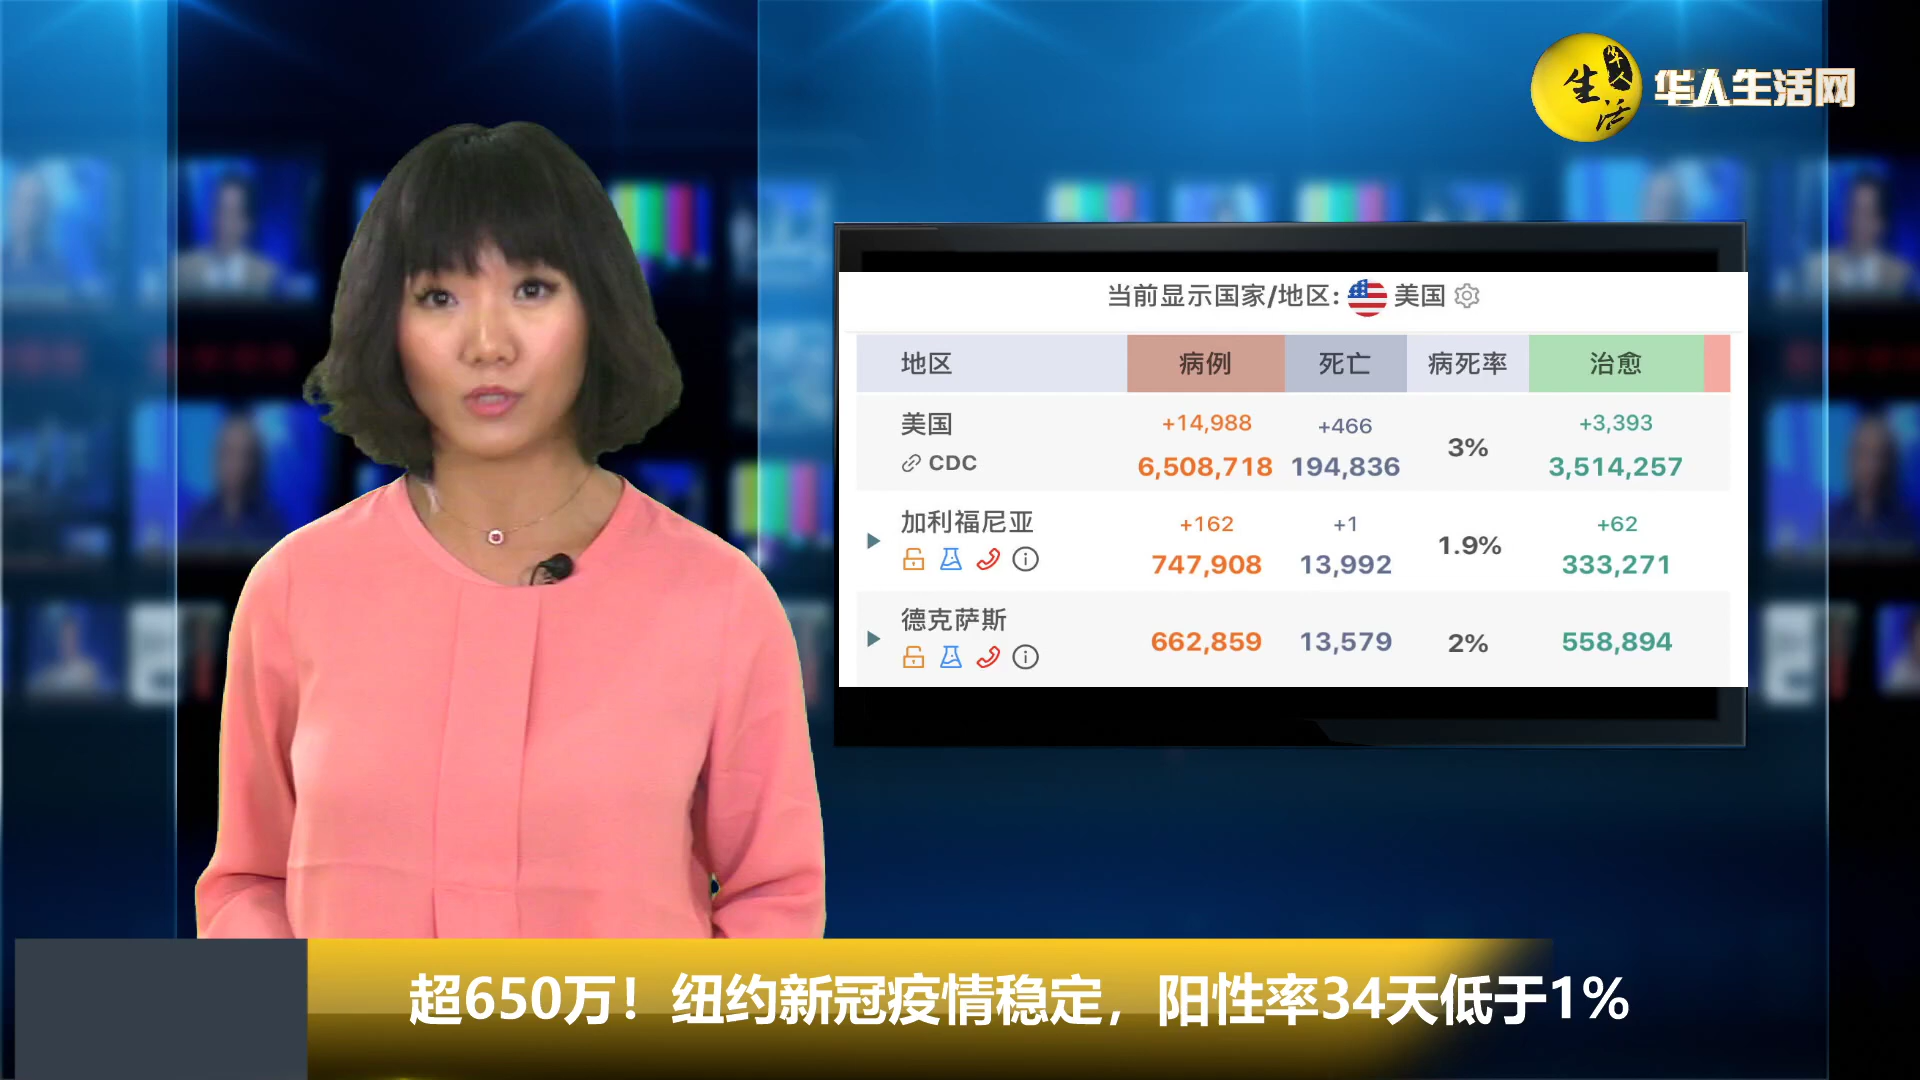 生活
华人
华人生活网
当前显示国家/地区: 美国
地区 病例 死亡 病死率 治愈
美国 +14,988 +466 3% +3,393
CDC 6,508,718 194,836 3,514,257
加利福尼亚 +162 +1 1.9% +62
747,908 13,992 333,271
德克萨斯 662,859 13,579 2% 558,894
超650万！纽约新冠疫情稳定，阳性率34天低于1%